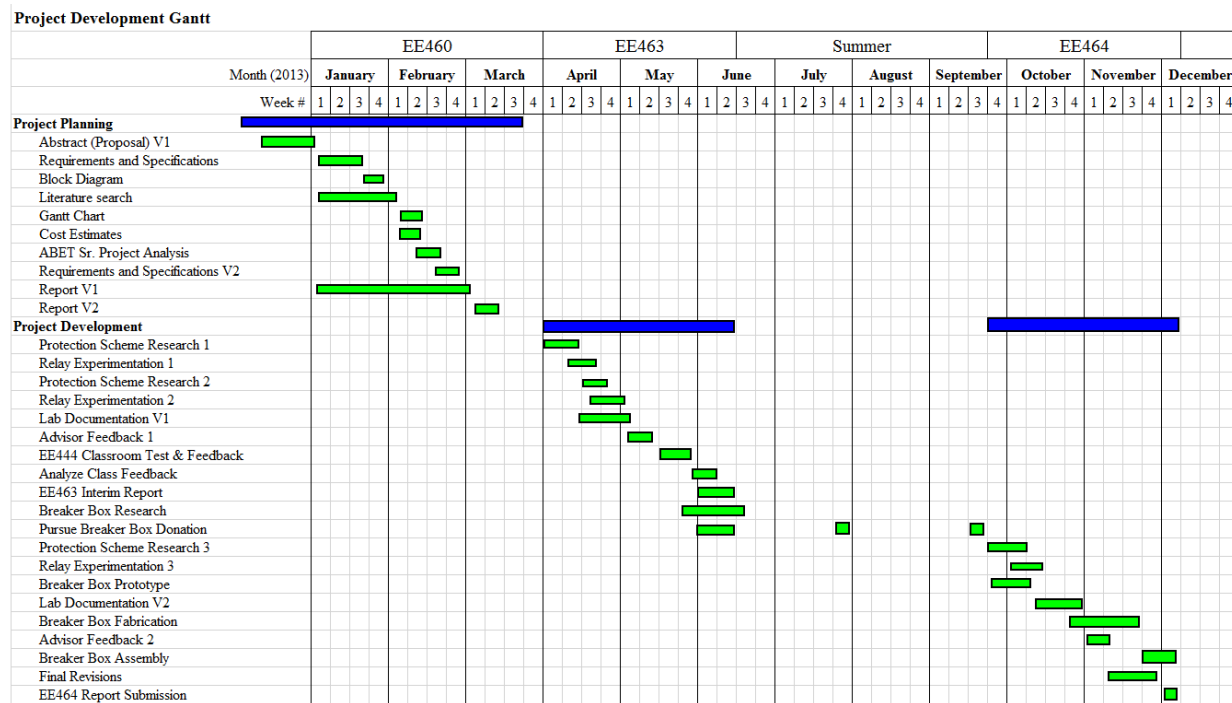 Project Development Gantt
EE460 EE463 Summer EE464
Month (2013) January February March April May June July August September October November December
Week # 1 2 3 4 1 2 3 4 1 2 3 4 1 2 3 4 1 2 3 4 1 2 3 4 1 2 3 4 1 2 3 4 1 2 3 4 1 2 3 4 1 2 3 4 1 2 3 4
Project Planning
Abstract (Proposal) V1
Requirements and Specifications
Block Diagram
Literature search
Gantt Chart
Cost Estimates
ABET Sr. Project Analysis
Requirements and Specifications V2
Report V1
Report V2
Project Development
Protection Scheme Research 1
Relay Experimentation 1
Protection Scheme Research 2
Relay Experimentation 2
Lab Documentation V1
Advisor Feedback 1
EE444 Classroom Test & Feedback
Analyze Class Feedback
EE463 Interim Report
Breaker Box Research
Pursue Breaker Box Donation
Protection Scheme Research 3
Relay Experimentation 3
Breaker Box Prototype
Lab Documentation V2
Breaker Box Fabrication
Advisor Feedback 2
Breaker Box Assembly
Final Revisions
EE464 Report Submission